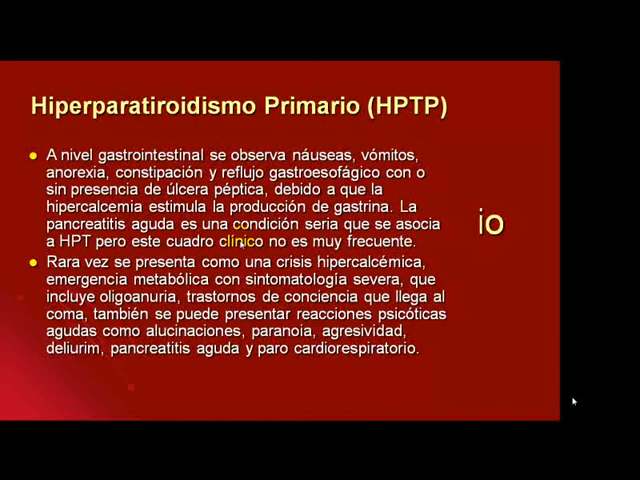 Hiperparatiroidismo Primario (HPTP)
A nivel gastrointestinal se observa náuseas, vómitos,
anorexia, constipación y reflujo gastroesofágico con o
sin presencia de úlcera péptica, debido a que la
hipercalcemia estimula la producción de gastrina. La
pancreatitis aguda es una condición seria que se asocia
a HPT pero este cuadro clínico no es muy frecuente.
Rara vez se presenta como una crisis hipercalcémica,
emergencia metabólica con sintomatología severa, que
incluye oligoanuria, trastornos de conciencia que llega al
coma, también se puede presentar reacciones psicóticas
agudas como alucinaciones, paranoia, agresividad,
deliurim, pancreatitis aguda y paro cardiorespiratorio.
io